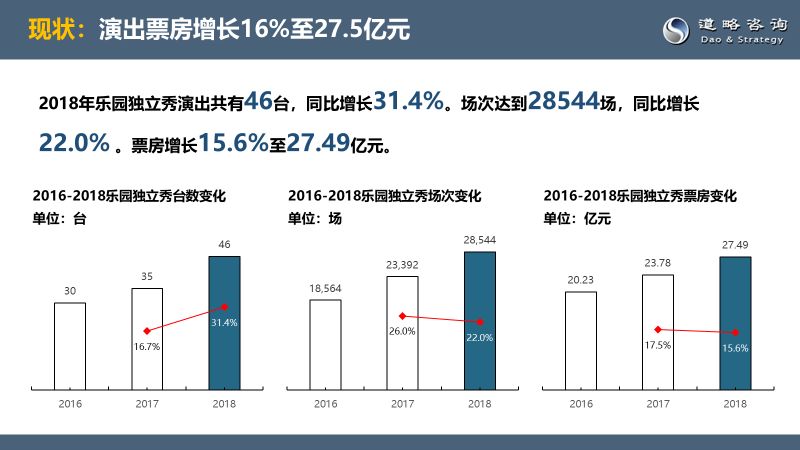 现状：演出票房增长16%至27.5亿元
道略咨询
Dao & Strategy
2018年乐园独立秀演出共有46台，同比增长31.4%。场次达到28544场，同比增长
22.0% 。票房增长15.6%至27.49亿元。
2016-2018乐园独立秀台数变化
单位：台
46
35
30
31.4%
16.7%
2016 2017 2018
2016-2018乐园独立秀场次变化
单位：场
28,544
23,392
18,564
26.0%
22.0%
2016 2017 2018
2016-2018乐园独立秀票房变化
单位：亿元
27.49
23.78
20.23
17.5%
15.6%
2016 2017 2018